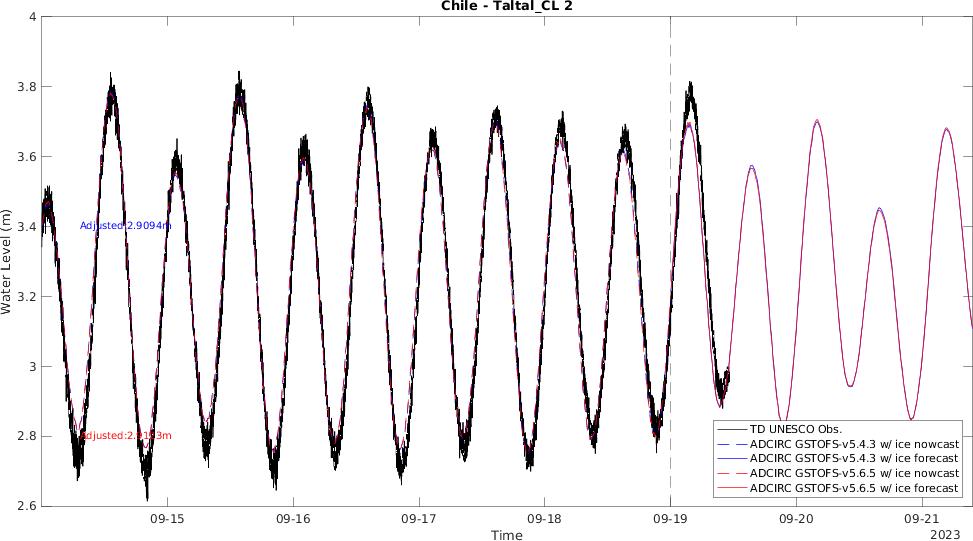 Chile - Taltal_CL 2
4
3.8
3.6
3.4
3.2
3
2.8
2.6
Water Level (m)
Adjusted:2.9094m
TD UNESCO Obs.
ADCIRC GSTOFS-v5.4.3 w/ ice nowcast
ADCIRC GSTOFS-v5.4.3 w/ ice forecast
ADCIRC GSTOFS-v5.6.5 w/ ice nowcast
ADCIRC GSTOFS-v5.6.5 w/ ice forecast
09-15
09-16
09-17
09-18
09-19
09-20
09-21
Time
2023